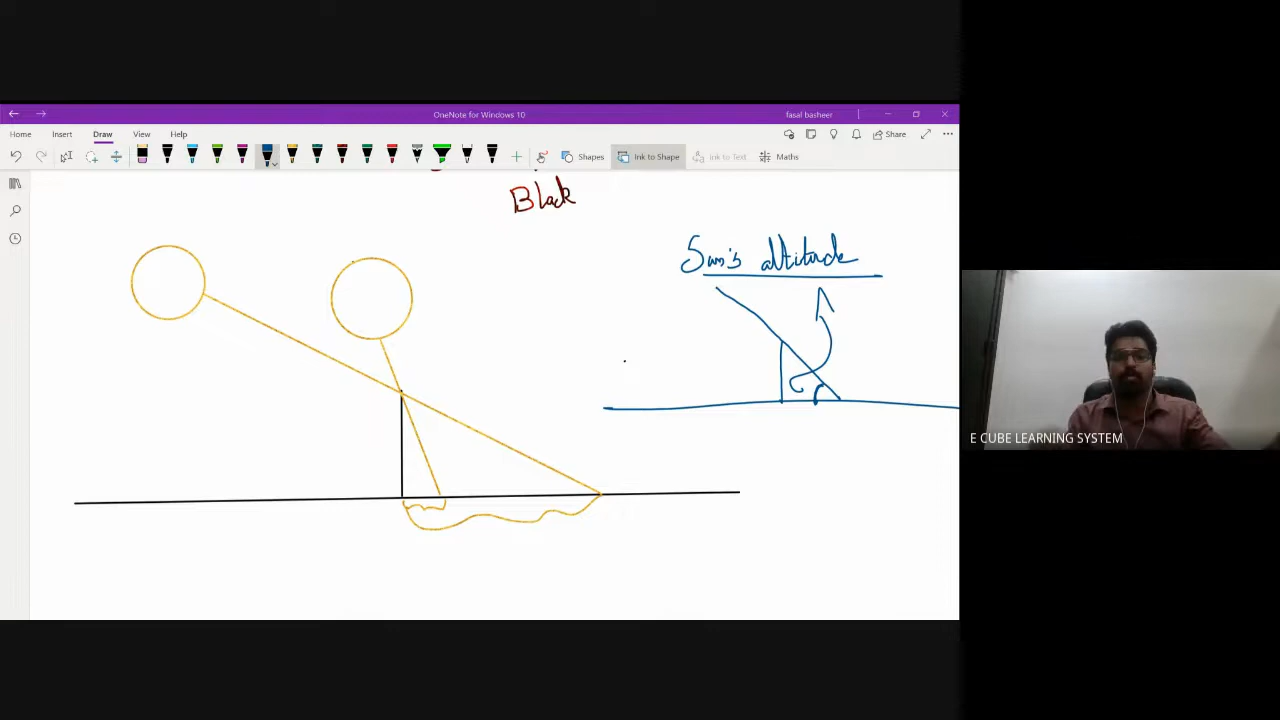 OneNote for Windows 10
fasal basheer
Home Insert Draw View Help
Share
Shapes
Ink to Shape
Ink to Text
Maths
Black
Sun's altitude
E CUBE LEARNING SYSTEM